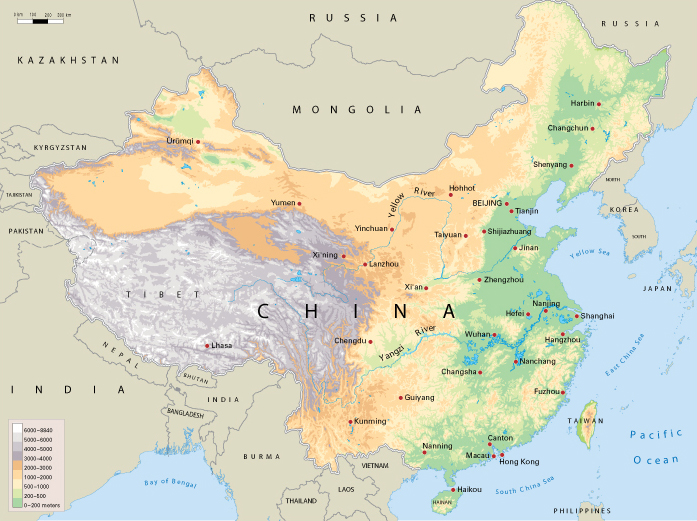 0 km 100 200 300 km
RUSSIA
RUSSIA
KAZAKHSTAN
MONGOLIA
Harbin
Changchun
KYRGYZSTAN
Ürümqi
Shenyang
NORTH
TAJIKISTAN
Yumen
Hohhot
Yellow River
BEIJING
Tianjin
KOREA
PAKISTAN
Yinchuan
Taiyuan
Shijiazhuang
SOUTH
Jinan
Yellow Sea
Xi'ning
Lanzhou
JAPAN
TIBET
Xi'an
Zhengzhou
CHINA
Nanjing
Hefei
Shanghai
Lhasa
Chengdu
Yangzi River
Wuhan
Hangzhou
East China Sea
NEPAL
Nanchang
BHUTAN
Changsha
INDIA
INDIA
Guiyang
Fuzhou
BANGLADESH
Kunming
TAIWAN
6000-8840
5000-6000
4000-5000
3000-4000
2000-3000
1000-2000
500-1000
200-500
0-200 meters
Pacific
Ocean
BURMA
Nanning
Canton
Macau
Hong Kong
VIETNAM
Bay of Bengal
LAOS
Haikou
South China Sea
THAILAND
HAINAN
PHILIPPINES